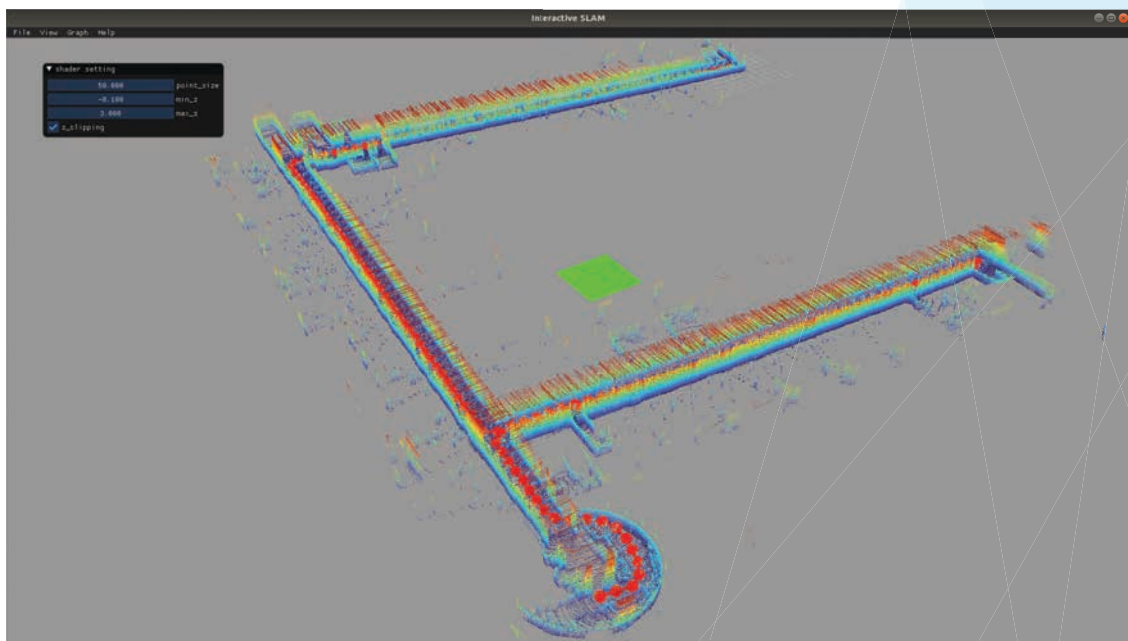 Interactive SLAM
File View Graph Help
▼ shader setting
50.000 point_size
-0.100 min_z
3.000 max_z
z_clipping